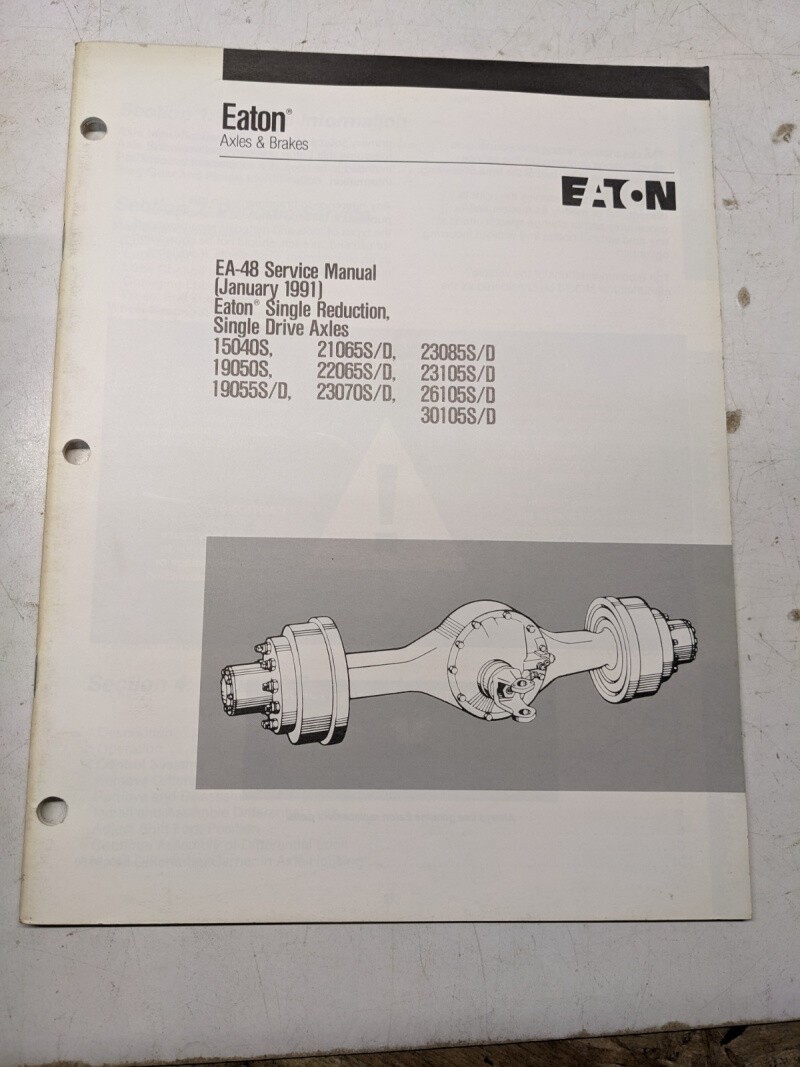 Eaton®
Axles & Brakes
EATON
EA-48 Service Manual
(January 1991)
Eaton® Single Reduction,
Single Drive Axles
15040S, 21065S/D, 23085S/D
19050S, 22065S/D, 23105S/D
19055S/D, 23070S/D, 26105S/D
30105S/D